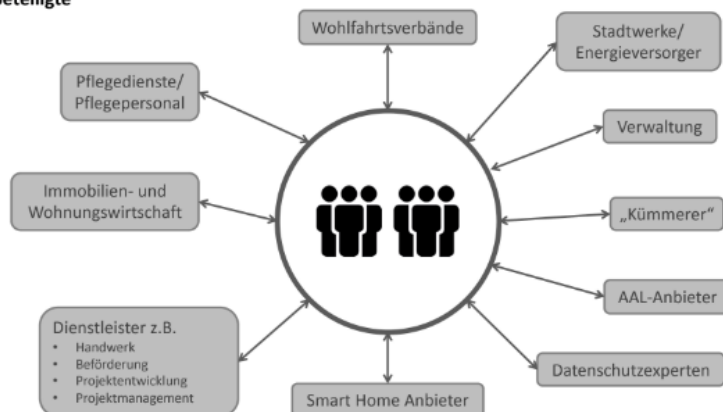 Wohlfahrtsverbände
Stadtwerke/
Energieversorger
Pflegedienste/
Pflegepersonal
Verwaltung
Immobilien- und
Wohnungswirtschaft
„Kümmerer“
AAL-Anbieter
Dienstleister z.B.
• Handwerk
• Beförderung
• Projektentwicklung
• Projektmanagement
Datenschutzexperten
Smart Home Anbieter